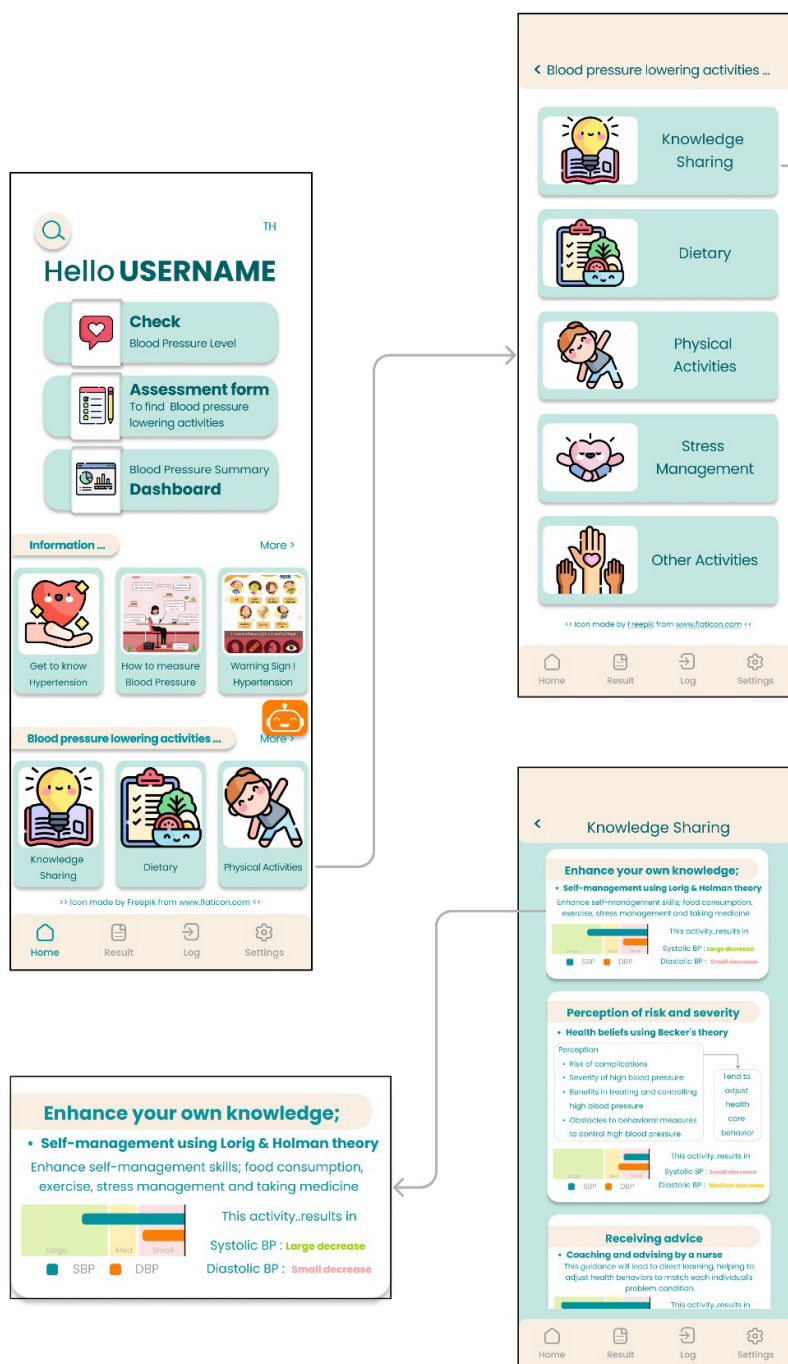 TH
Hello USERNAME
Check
Blood Pressure Level
Assessment form
To find Blood pressure
lowering activities
Blood Pressure Summary
Dashboard
Information ...
More >
Get to know
Hypertension
How to measure
Blood Pressure
Warning Sign !
Hypertension
Blood pressure lowering activities ...
More >
Knowledge
Sharing
Dietary
Physical Activities
>> Icon made by Freepik from www.flaticon.com <<
Home
Result
Log
Settings
< Blood pressure lowering activities ...
Knowledge
Sharing
Dietary
Physical
Activities
Stress
Management
Other Activities
>> Icon made by Freepik from www.flaticon.com <<
Home
Result
Log
Settings
< Knowledge Sharing
Enhance your own knowledge;
• Self-management using Lorig & Holman theory
Enhance self-management skills; food consumption,
exercise, stress management and taking medicine
Large
Med
Small
SBP
DBP
This activity..results in
Systolic BP : Large decrease
Diastolic BP : Small decrease
Perception of risk and severity
• Health beliefs using Becker's theory
Perception
• Risk of complications
• Severity of high blood pressure
• Benefits in treating and controlling
high blood pressure
• Obstacles to behavioral measures
to control high blood pressure
Tend to
adjust
health
care
behavior
Large
Med
Small
SBP
DBP
This activity..results in
Systolic BP : Small decrease
Diastolic BP : Medium decrease
Receiving advice
• Coaching and advising by a nurse
This guidance will lead to direct learning, helping to
adjust health behaviors to match each individual's
problem condition.
This activity..results in
Home
Result
Log
Settings
Enhance your own knowledge;
• Self-management using Lorig & Holman theory
Enhance self-management skills; food consumption,
exercise, stress management and taking medicine
Large
Med
Small
SBP
DBP
This activity..results in
Systolic BP : Large decrease
Diastolic BP : Small decrease